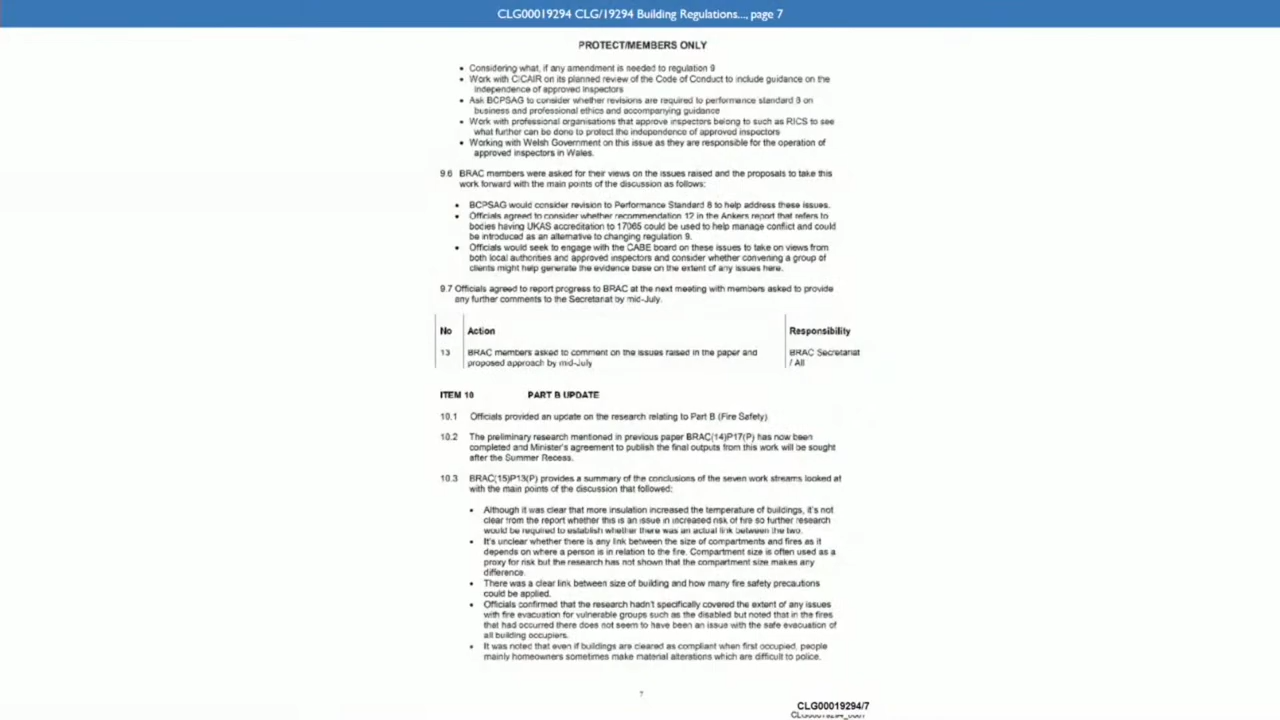 CLG00019294 CLG/19294 Building Regulations..., page 7
PROTECT/MEMBERS ONLY
• Considering what, if any amendment is needed to regulation 9
• Work with CICAIR on its planned review of the Code of Conduct to include guidance on the
independence of approved inspectors
• Ask BCPSAG to consider whether revisions are required to performance standard 8 on
business and professional ethics and accompanying guidance
• Work with professional organisations that approve inspectors belong to such as RICS to see
what further can be done to protect the independence of approved inspectors
• Working with Welsh Government on this issue as they are responsible for the operation of
approved inspectors in Wales.
9.6 BRAC members were asked for their views on the issues raised and the proposals to take this
work forward with the main points of the discussion as follows:
• BCPSAG would consider revision to Performance Standard 8 to help address these issues.
• Officials agreed to consider whether recommendation 12 in the Ankers report that refers to
bodies having UKAS accreditation to 17065 could be used to help manage conflict and could
be introduced as an alternative to changing regulation 9.
• Officials would seek to engage with the CABE board on these issues to take on views from
both local authorities and approved inspectors and consider whether convening a group of
clients might help generate the evidence base on the extent of any issues here.
9.7 Officials agreed to report progress to BRAC at the next meeting with members asked to provide
any further comments to the Secretariat by mid-July.
No Action Responsibility
13 BRAC members asked to comment on the issues raised in the paper and BRAC Secretariat
proposed approach by mid-July / All
ITEM 10 PART B UPDATE
10.1 Officials provided an update on the research relating to Part B (Fire Safety)
10.2 The preliminary research mentioned in previous paper BRAC(14)P17(P) has now been
completed and Minister's agreement to publish the final outputs from this work will be sought
after the Summer Recess.
10.3 BRAC(15)P13(P) provides a summary of the conclusions of the seven work streams looked at
with the main points of the discussion that followed:
• Although it was clear that more insulation increased the temperature of buildings, it's not
clear from the report whether this is an issue in increased risk of fire so further research
would be required to establish whether there was an actual link between the two.
• It's unclear whether there is any link between the size of compartments and fires as it
depends on where a person is in relation to the fire. Compartment size is often used as a
proxy for risk but the research has not shown that the compartment size makes any
difference.
• There was a clear link between size of building and how many fire safety precautions
could be applied.
• Officials confirmed that the research hadn't specifically covered the extent of any issues
with fire evacuation for vulnerable groups such as the disabled but noted that in the fires
that had occurred there does not seem to have been an issue with the safe evacuation of
all building occupiers.
• It was noted that even if buildings are cleared as compliant when first occupied, people
mainly homeowners sometimes make material alterations which are difficult to police.
7
CLG00019294/7